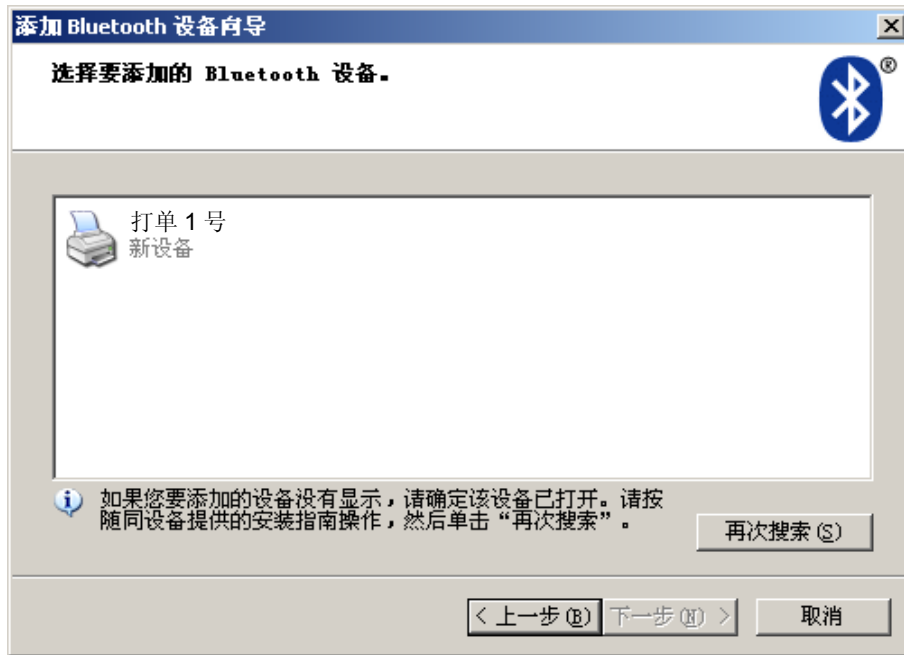 添加 Bluetooth 设备向导
选择要添加的 Bluetooth 设备。
®
打单 1 号
新设备
如果您要添加的设备没有显示，请确定该设备已打开。请按
随同设备提供的安装指南操作，然后单击“再次搜索”。
再次搜索(S)
< 上一步(B)
下一步(N) >
取消